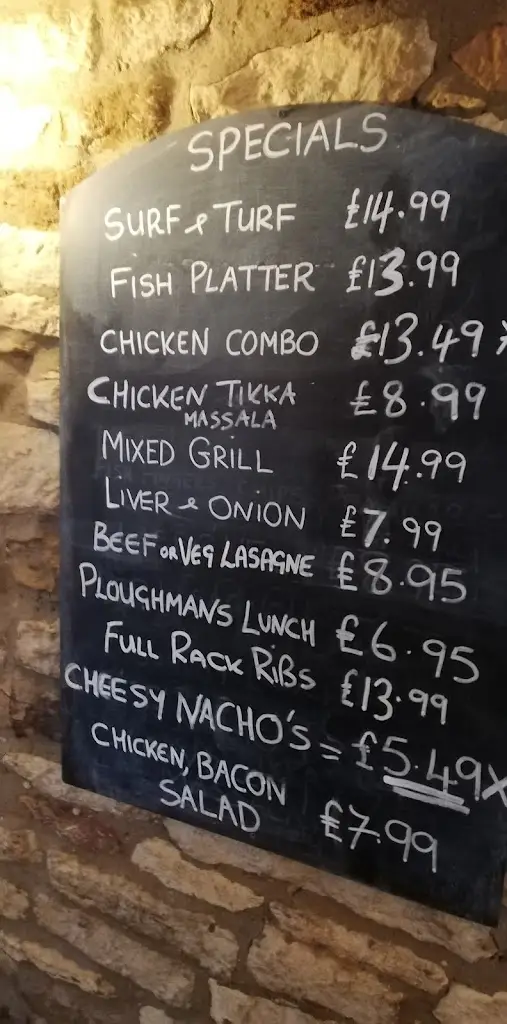 SPECIALS
SURF & TURF £14.99
FISH PLATTER £13.99
CHICKEN COMBO £13.49 X
CHICKEN TIKKA £8.99
MASSALA
MIXED GRILL £14.99
LIVER & ONION £7.99
BEEF OR VEG LASAGNE £8.95
PLOUGHMANS LUNCH £6.95
FULL RACK RIBS £13.99
CHEESY NACHO'S = £5.49X
CHICKEN, BACON
SALAD £7.99